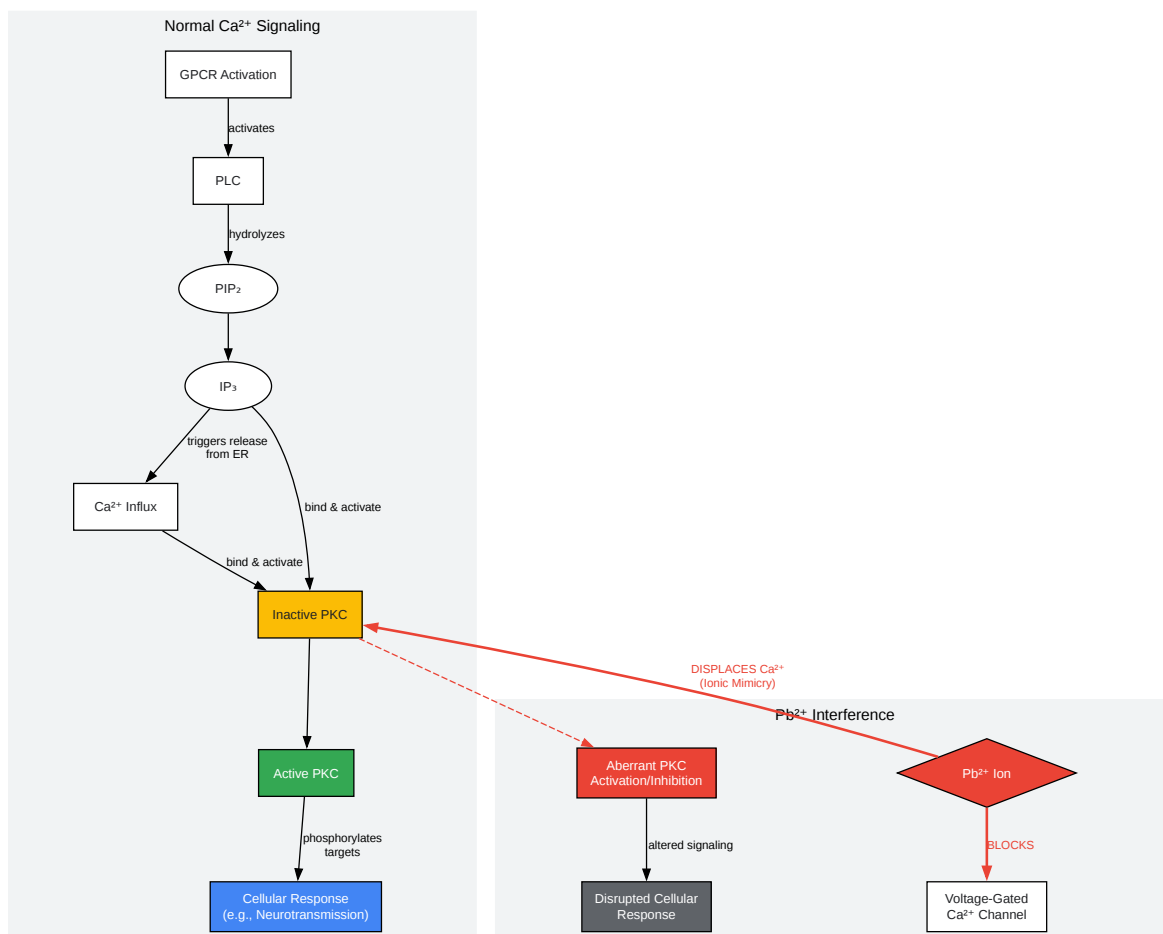 Normal Ca²⁺ Signaling
GPCR Activation
activates
PLC
hydrolyzes
PIP₂
IP₃
triggers release
from ER
Ca²⁺ Influx
bind & activate
bind & activate
Inactive PKC
DISPLACES Ca²⁺
(Ionic Mimicry)
Pb²⁺ Interference
Active PKC
Aberrant PKC
Activation/Inhibition
Pb²⁺ Ion
phosphorylates
targets
altered signaling
BLOCKS
Cellular Response
(e.g., Neurotransmission)
Disrupted Cellular
Response
Voltage-Gated
Ca²⁺ Channel